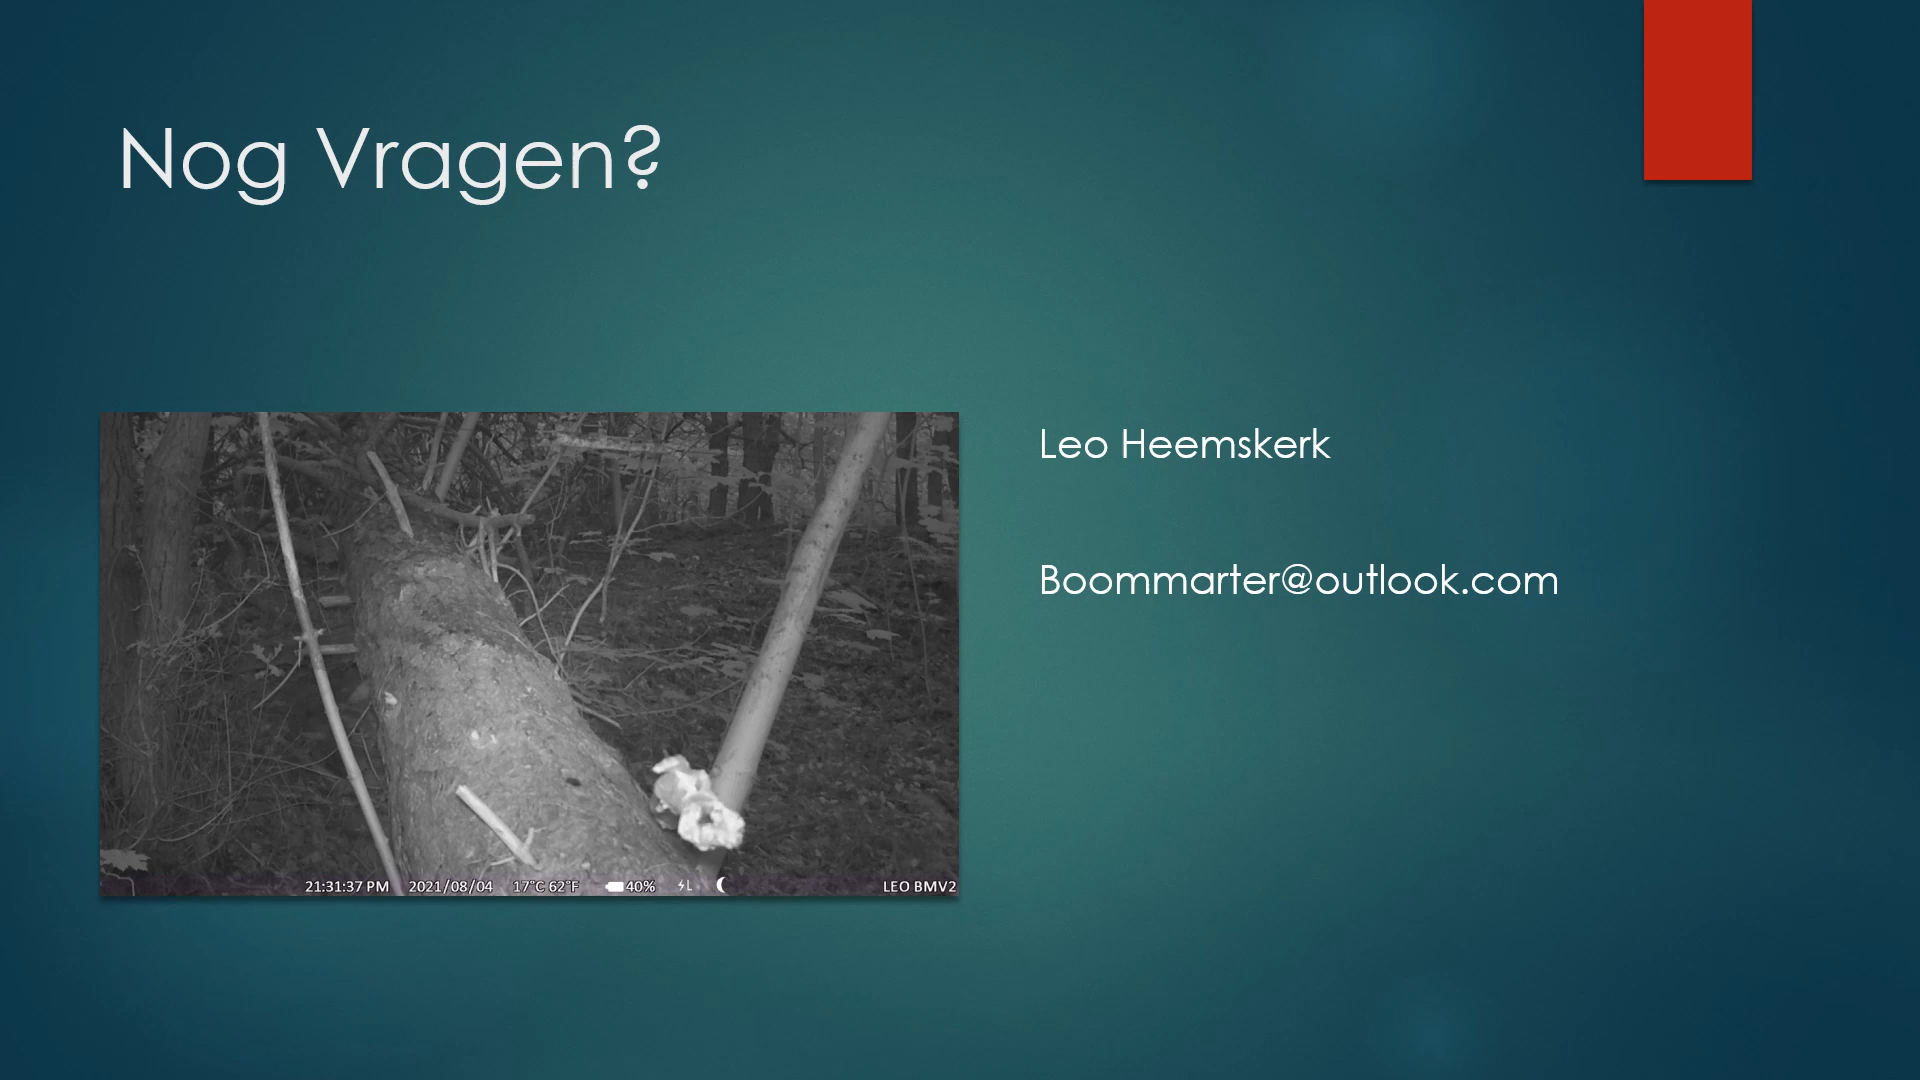 Nog Vragen?
Leo Heemskerk
Boommarter@outlook.com
21:31:37 PM 2021/08/04 17°C 62°F 40% L LEO BMV2